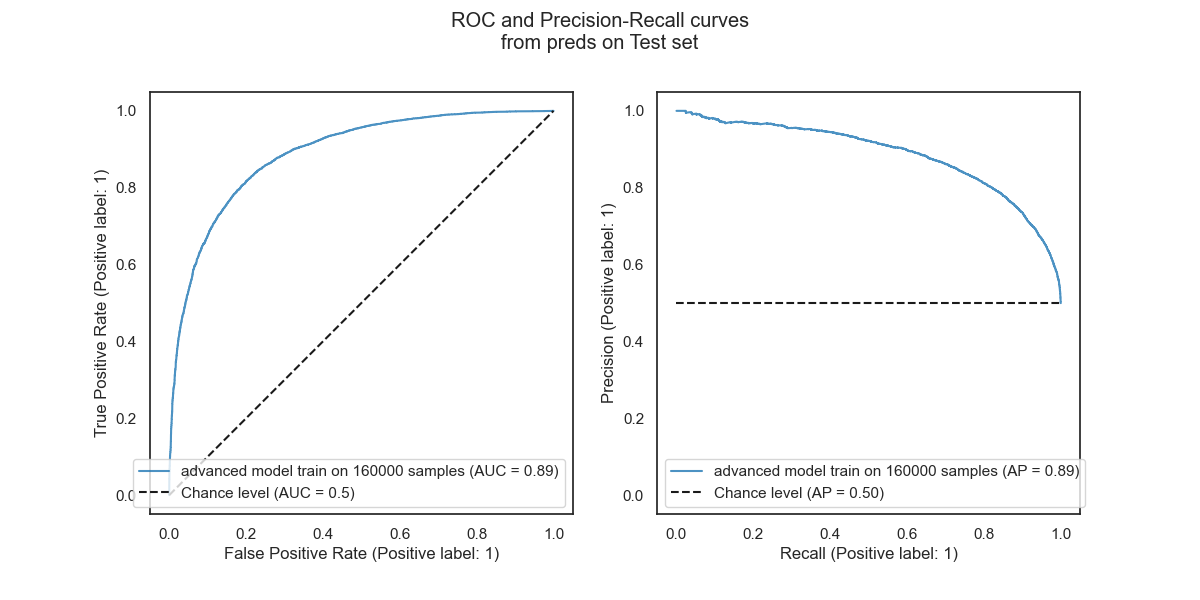 ROC and Precision-Recall curves
from preds on Test set
True Positive Rate (Positive label: 1)
1.0
0.8
0.6
0.4
0.2
0.0
advanced model train on 160000 samples (AUC = 0.89)
Chance level (AUC = 0.5)
0.0 0.2 0.4 0.6 0.8 1.0
False Positive Rate (Positive label: 1)
Precision (Positive label: 1)
1.0
0.8
0.6
0.4
0.2
0.0
advanced model train on 160000 samples (AP = 0.89)
Chance level (AP = 0.50)
0.0 0.2 0.4 0.6 0.8 1.0
Recall (Positive label: 1)